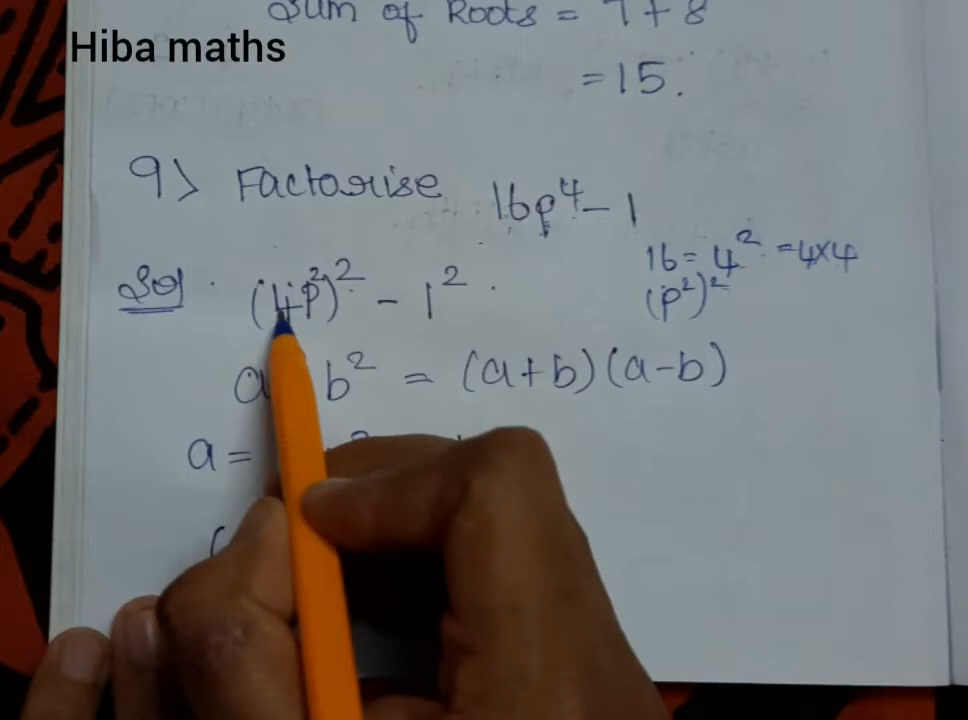 Sum of Roots = 7 + 8
Hiba maths
= 15.
9) Factorise 16p⁴ - 1
Sol (4p²)² - 1²
16 = 4² = 4×4
(p²)²
a b² = (a+b)(a-b)
a =
(